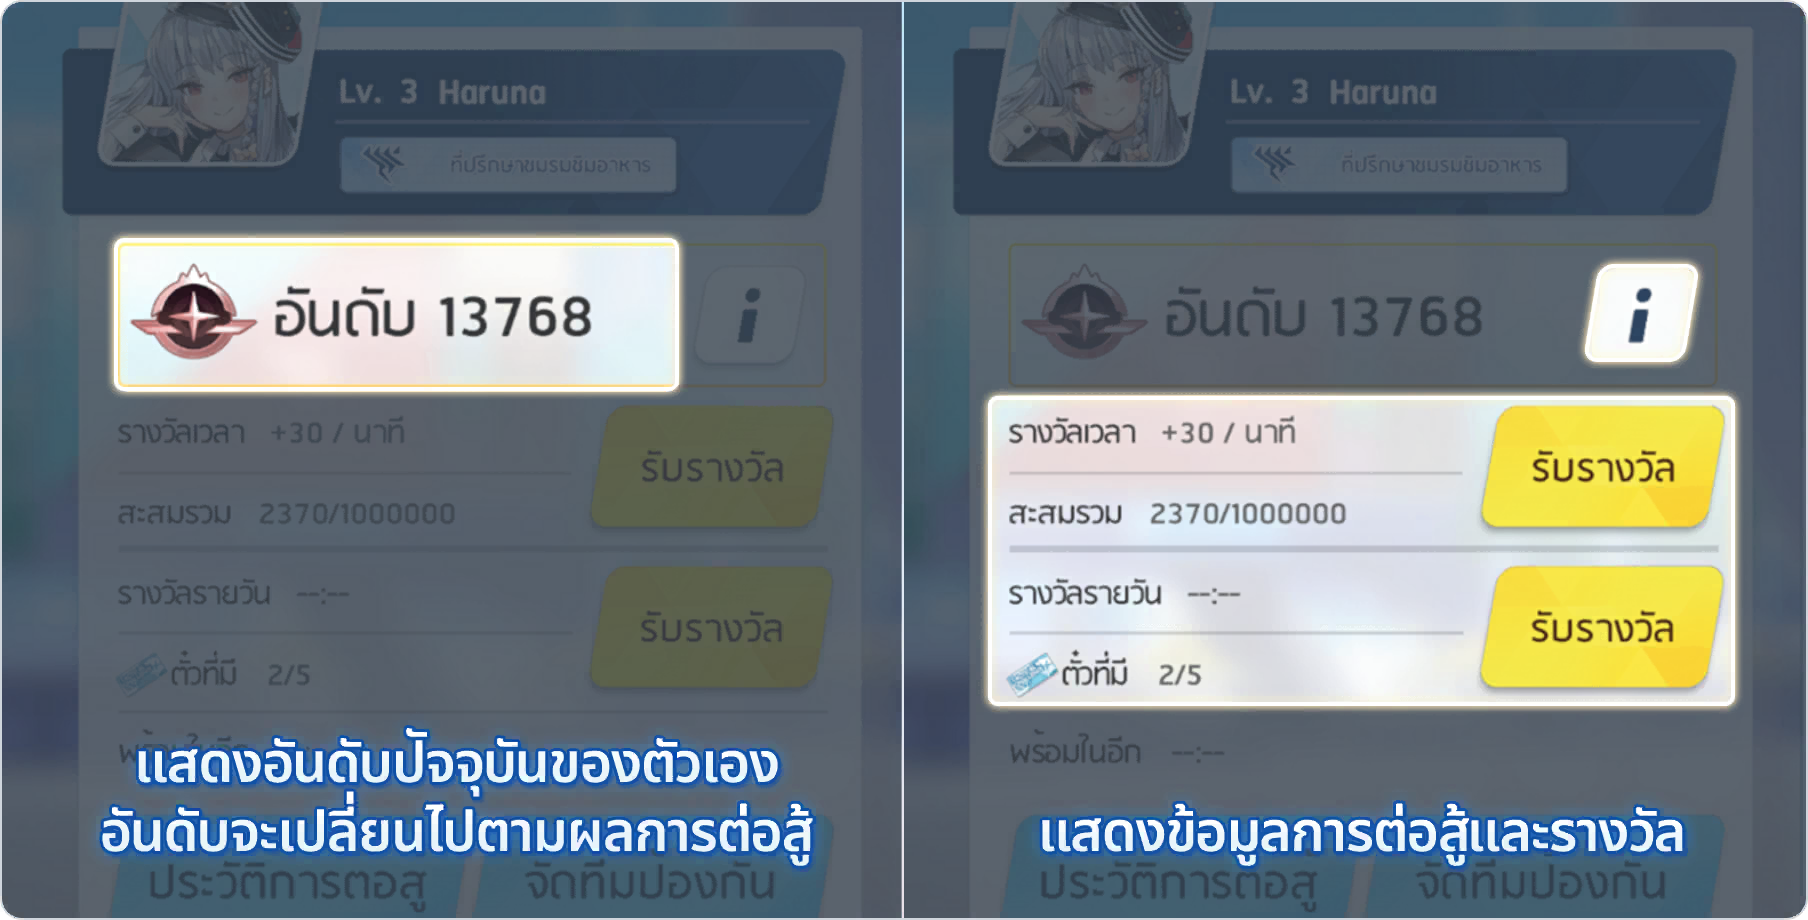 Lv. 3 Haruna
ที่ปรึกษาชมรมชิมอาหาร
อันดับ 13768
i
รางวัลเวลา +30 / นาที
รับรางวัล
สะสมรวม 2370/1000000
รางวัลรายวัน --:--
รับรางวัล
ตั๋วที่มี 2/5
พร้อมในอีก
แสดงอันดับปัจจุบันของตัวเอง
อันดับจะเปลี่ยนไปตามผลการต่อสู้
ประวัติการต่อสู้
จัดทีมป้องกัน
Lv. 3 Haruna
ที่ปรึกษาชมรมชิมอาหาร
อันดับ 13768
i
รางวัลเวลา +30 / นาที
รับรางวัล
สะสมรวม 2370/1000000
รางวัลรายวัน --:--
รับรางวัล
ตั๋วที่มี 2/5
พร้อมในอีก --:--
แสดงข้อมูลการต่อสู้และรางวัล
ประวัติการต่อสู้
จัดทีมป้องกัน